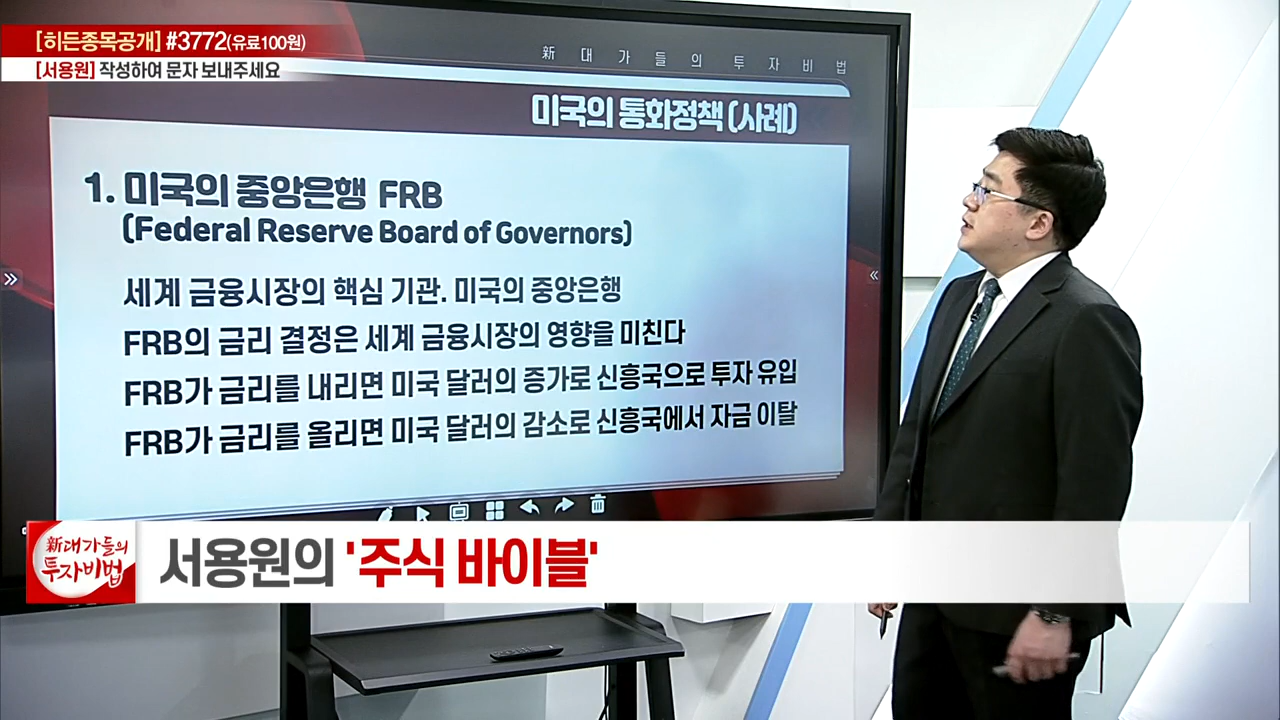 [히든종목공개] #3772(유료100원)
[서용원] 작성하여 문자 보내주세요
新 대 가 들 의 투 자 비 법
미국의 통화정책 (사례)
1. 미국의 중앙은행 FRB
(Federal Reserve Board of Governors)
세계 금융시장의 핵심 기관. 미국의 중앙은행
FRB의 금리 결정은 세계 금융시장의 영향을 미친다
FRB가 금리를 내리면 미국 달러의 증가로 신흥국으로 투자 유입
FRB가 금리를 올리면 미국 달러의 감소로 신흥국에서 자금 이탈
新대가들의
투자비법
서용원의 '주식 바이블'